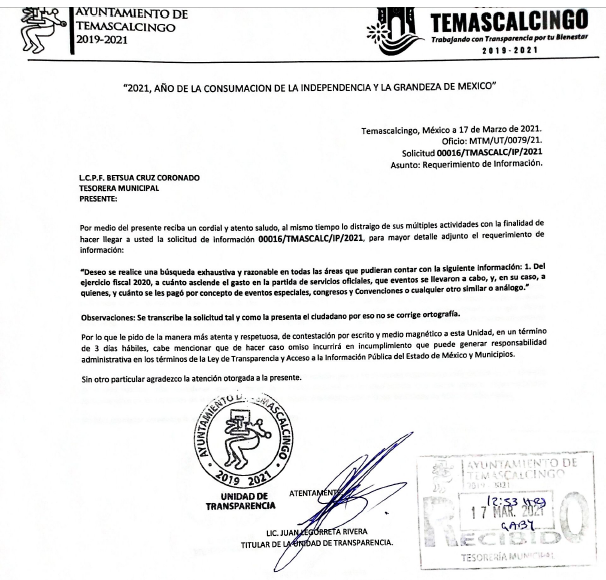 AYUNTAMIENTO DE
TEMASCALCINGO
2019-2021
TEMASCALCINGO
Trabajando con Transparencia por tu Bienestar
2019-2021
"2021, AÑO DE LA CONSUMACION DE LA INDEPENDENCIA Y LA GRANDEZA DE MEXICO"
Temascalcingo, México a 17 de Marzo de 2021.
Oficio: MTM/UT/0079/21.
Solicitud 00016/TMASCALC/IP/2021
Asunto: Requerimiento de Información.
L.C.P.F. BETSUA CRUZ CORONADO
TESORERA MUNICIPAL
PRESENTE:
Por medio del presente reciba un cordial y atento saludo, al mismo tiempo lo distraigo de sus múltiples actividades con la finalidad de
hacer llegar a usted la solicitud de información 00016/TMASCALC/IP/2021, para mayor detalle adjunto el requerimiento de
información:
"Deseo se realice una búsqueda exhaustiva y razonable en todas las áreas que pudieran contar con la siguiente información: 1. Del
ejercicio fiscal 2020, a cuánto asciende el gasto en la partida de servicios oficiales, que eventos se llevaron a cabo, y, en su caso, a
quienes, y cuánto se les pagó por concepto de eventos especiales, congresos y Convenciones o cualquier otro similar o análogo."
Observaciones: Se transcribe la solicitud tal y como la presenta el ciudadano por eso no se corrige ortografía.
Por lo que le pido de la manera más atenta y respetuosa, de contestación por escrito y medio magnético a esta Unidad, en un término
de 3 días hábiles, cabe mencionar que de hacer caso omiso incurrirá en incumplimiento que puede generar responsabilidad
administrativa en los términos de la Ley de Transparencia y Acceso a la Información Pública del Estado de México y Municipios.
Sin otro particular agradezco la atención otorgada a la presente.
AYUNTAMIENTO DE TEMASCALCINGO
2019 2021
UNIDAD DE
TRANSPARENCIA
ATENTAMENTE
LIC. JUAN LEGORRETA RIVERA
TITULAR DE LA UNIDAD DE TRANSPARENCIA.
AYUNTAMIENTO DE
TEMASCALCINGO
2019 - 2021
12:53 HRS
17 MAR. 2021
GABY
RECIBIDO
TESORERÍA MUNICIPAL